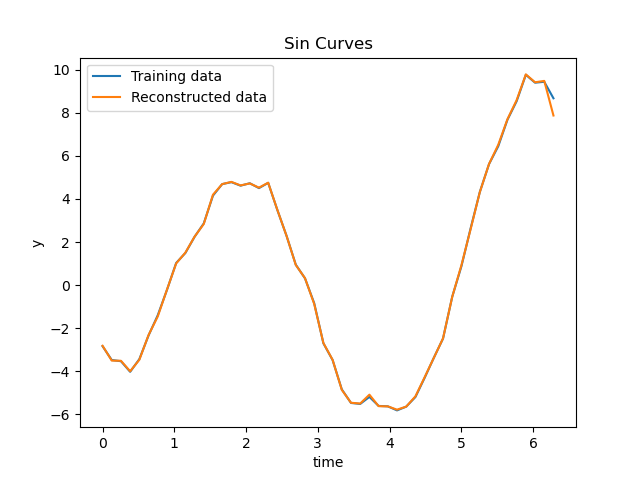 Sin Curves
Training data
Reconstructed data
10
8
6
4
2
0
−2
−4
−6
y
0 1 2 3 4 5 6
time